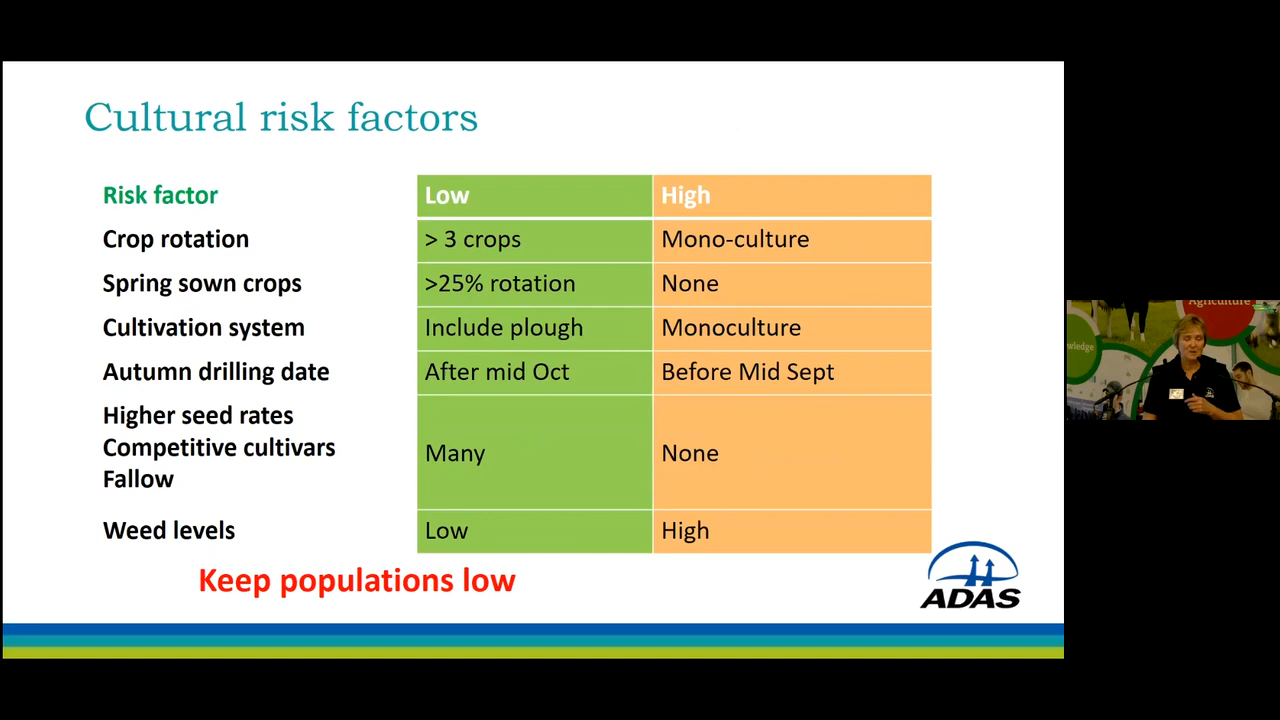 Cultural risk factors
Risk factor Low High
Crop rotation > 3 crops Mono-culture
Spring sown crops >25% rotation None
Cultivation system Include plough Monoculture
Autumn drilling date After mid Oct Before Mid Sept
Higher seed rates
Competitive cultivars Many None
Fallow
Weed levels Low High
Keep populations low
ADAS
Agriculture
wledge